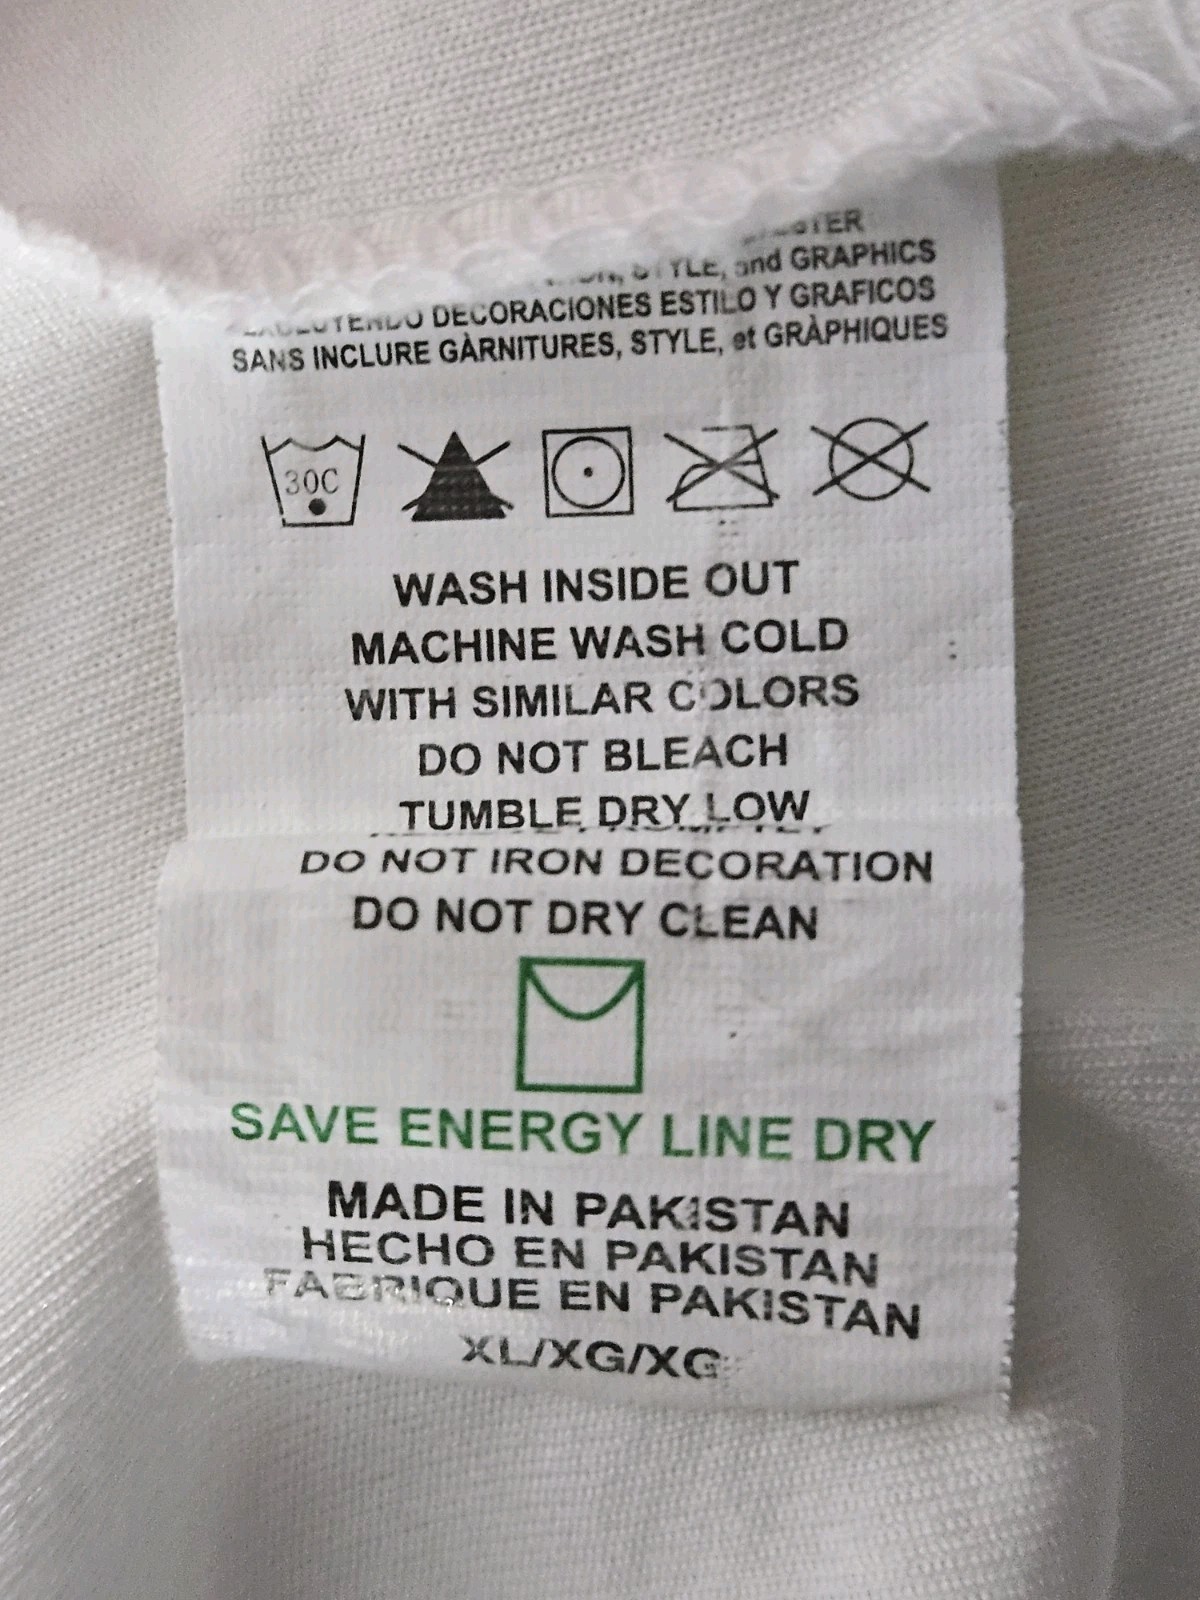 STYLE, and GRAPHICS
DECORACIONES ESTILO Y GRAFICOS
SANS INCLURE GÀRNITURES, STYLE, et GRÀPHIQUES
30C
WASH INSIDE OUT
MACHINE WASH COLD
WITH SIMILAR COLORS
DO NOT BLEACH
TUMBLE DRY LOW
DO NOT IRON DECORATION
DO NOT DRY CLEAN
SAVE ENERGY LINE DRY
MADE IN PAKISTAN
HECHO EN PAKISTAN
FABRIQUE EN PAKISTAN
XL/XG/XG